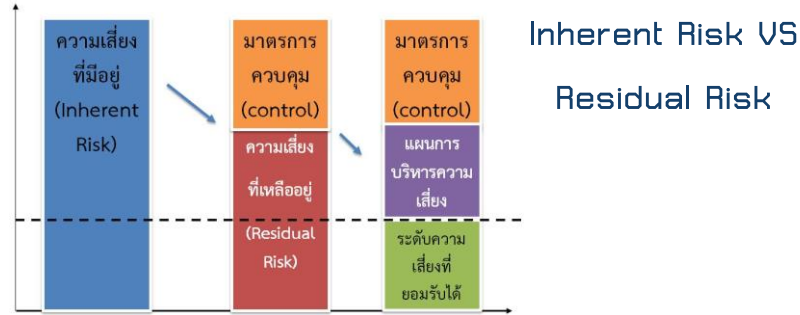 ความเสี่ยง
ที่มีอยู่
(Inherent
Risk)
มาตรการ
ควบคุม
(control)
ความเสี่ยง
ที่เหลืออยู่
(Residual
Risk)
มาตรการ
ควบคุม
(control)
แผนการ
บริหารความ
เสี่ยง
ระดับความ
เสี่ยงที่
ยอมรับได้
Inherent Risk VS
Residual Risk